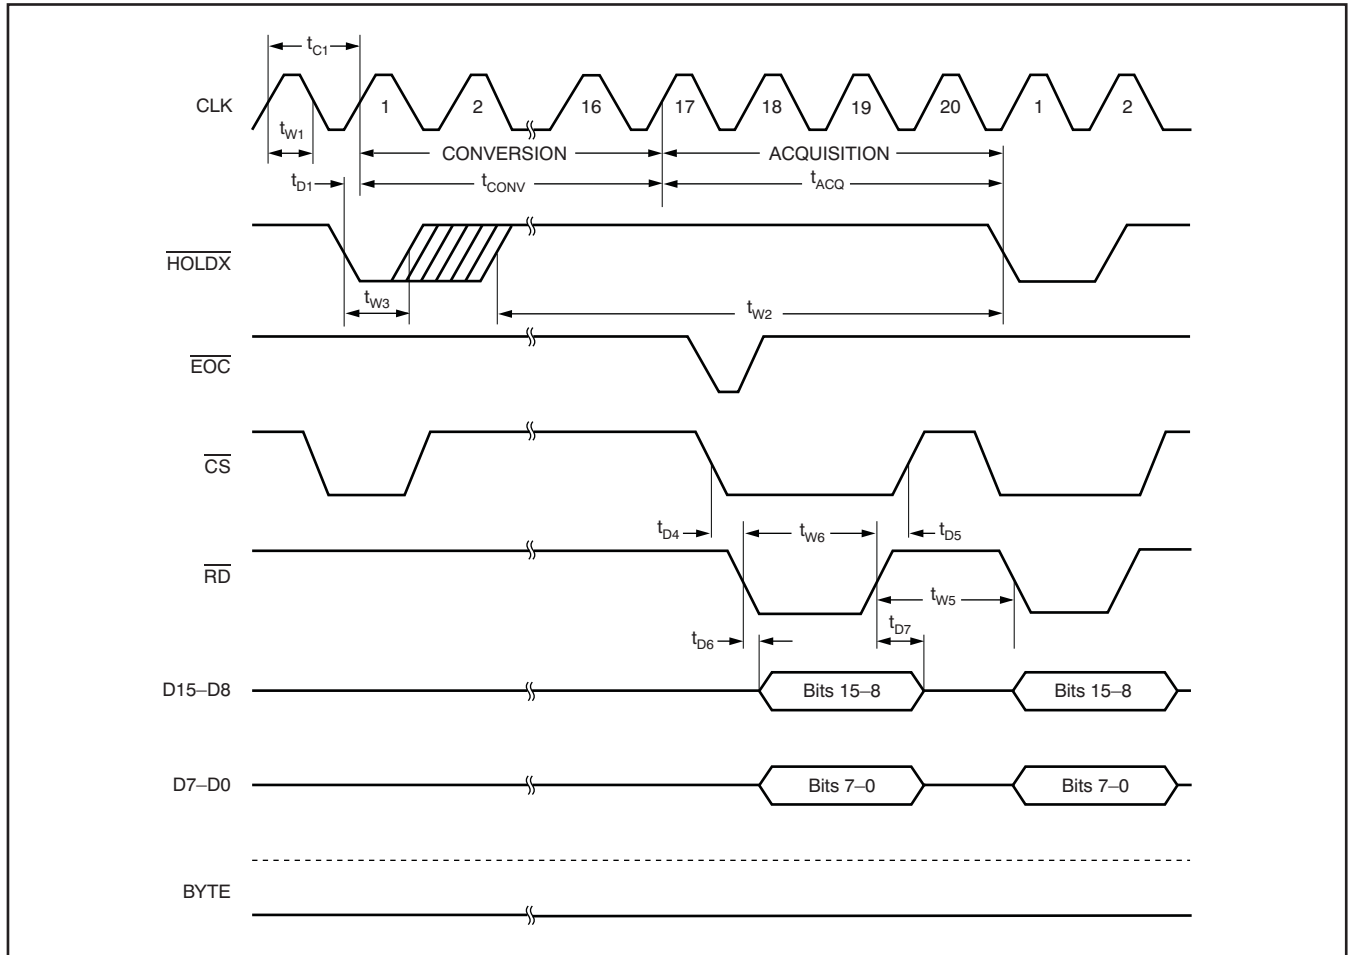 tC1
CLK
1 2 16 17 18 19 20 1 2
tW1
CONVERSION ACQUISITION
tD1 tCONV tACQ
HOLDX
tW3 tW2
EOC
CS
tD4 tW6 tD5
RD
tW5
tD6 tD7
D15–D8 Bits 15–8 Bits 15–8
D7–D0 Bits 7–0 Bits 7–0
BYTE